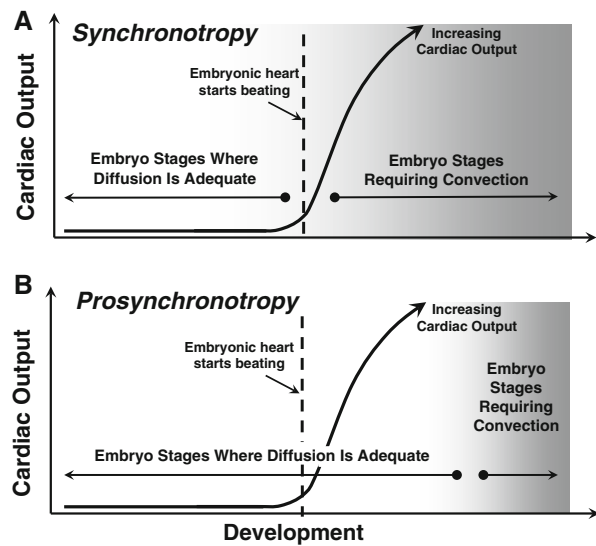 A
Synchronotropy
Increasing
Cardiac Output
Embryonic heart
starts beating
Cardiac Output
Embryo Stages Where
Diffusion Is Adequate
Embryo Stages
Requiring Convection
B
Prosynchronotropy
Increasing
Cardiac Output
Embryonic heart
starts beating
Cardiac Output
Embryo
Stages
Requiring
Convection
Embryo Stages Where Diffusion Is Adequate
Development